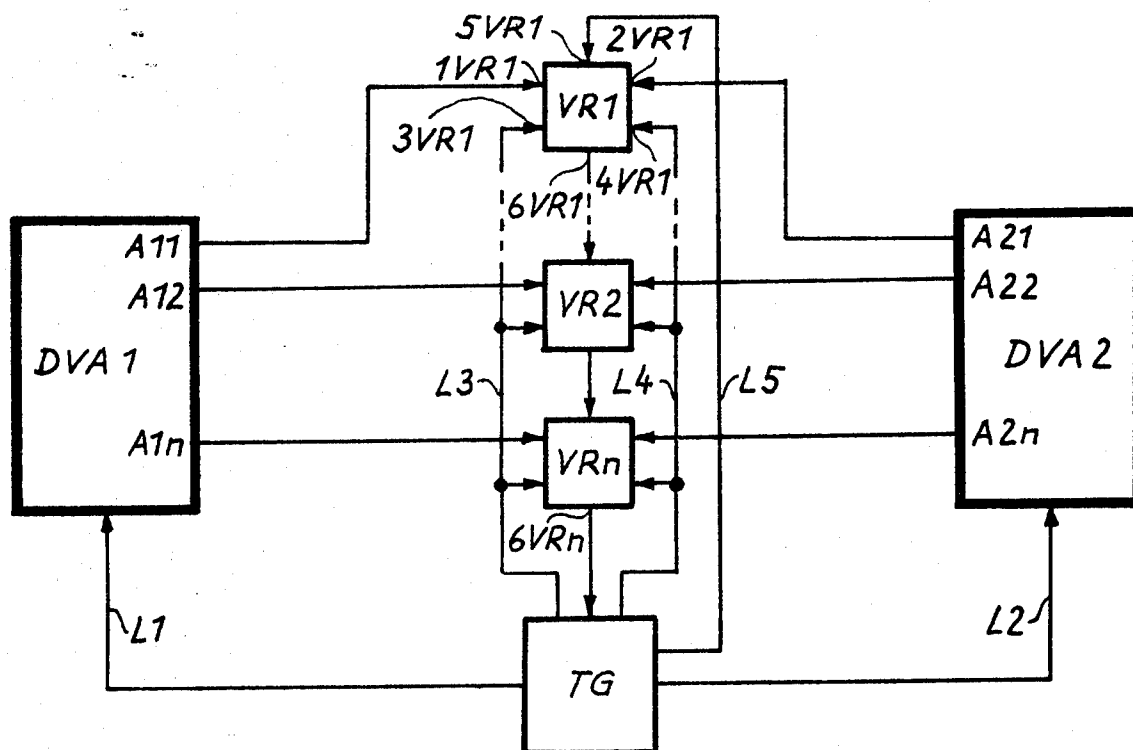 5VR1
2VR1
1VR1
VR1
3VR1
4VR1
6VR1
A11
A21
A12
A22
VR2
DVA 1
DVA 2
L3
L4
L5
A1n
A2n
VRn
6VRn
L1
L2
TG